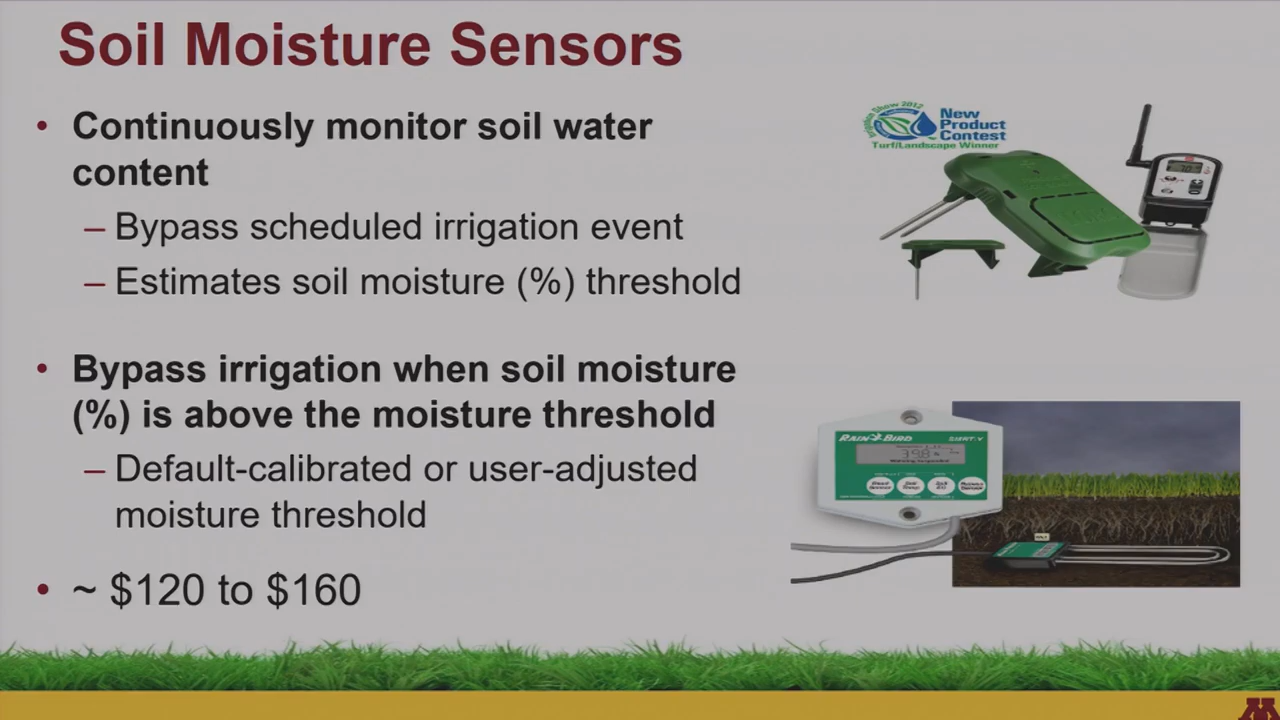 Soil Moisture Sensors
• Continuously monitor soil water
content
– Bypass scheduled irrigation event
– Estimates soil moisture (%) threshold
• Bypass irrigation when soil moisture
(%) is above the moisture threshold
– Default-calibrated or user-adjusted
moisture threshold
• ~ $120 to $160
Show 2012
New
Product
Contest
Turf/Landscape Winner
RAIN BIRD
M